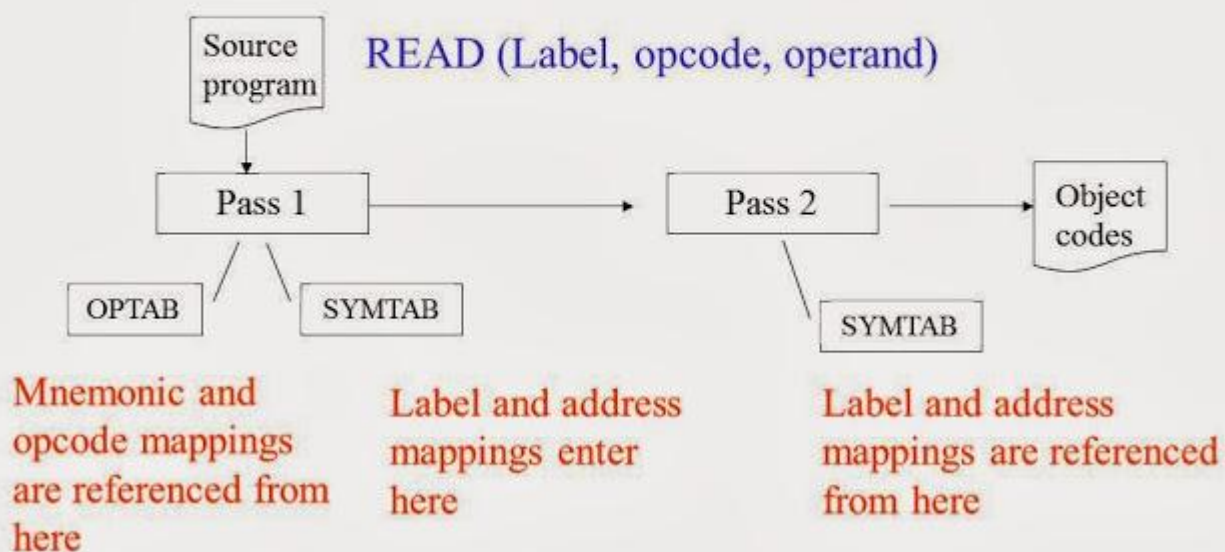 Source
program
READ (Label, opcode, operand)
Pass 1
Pass 2
Object
codes
OPTAB
SYMTAB
SYMTAB
Mnemonic and
opcode mappings
are referenced from
here
Label and address
mappings enter
here
Label and address
mappings are referenced
from here